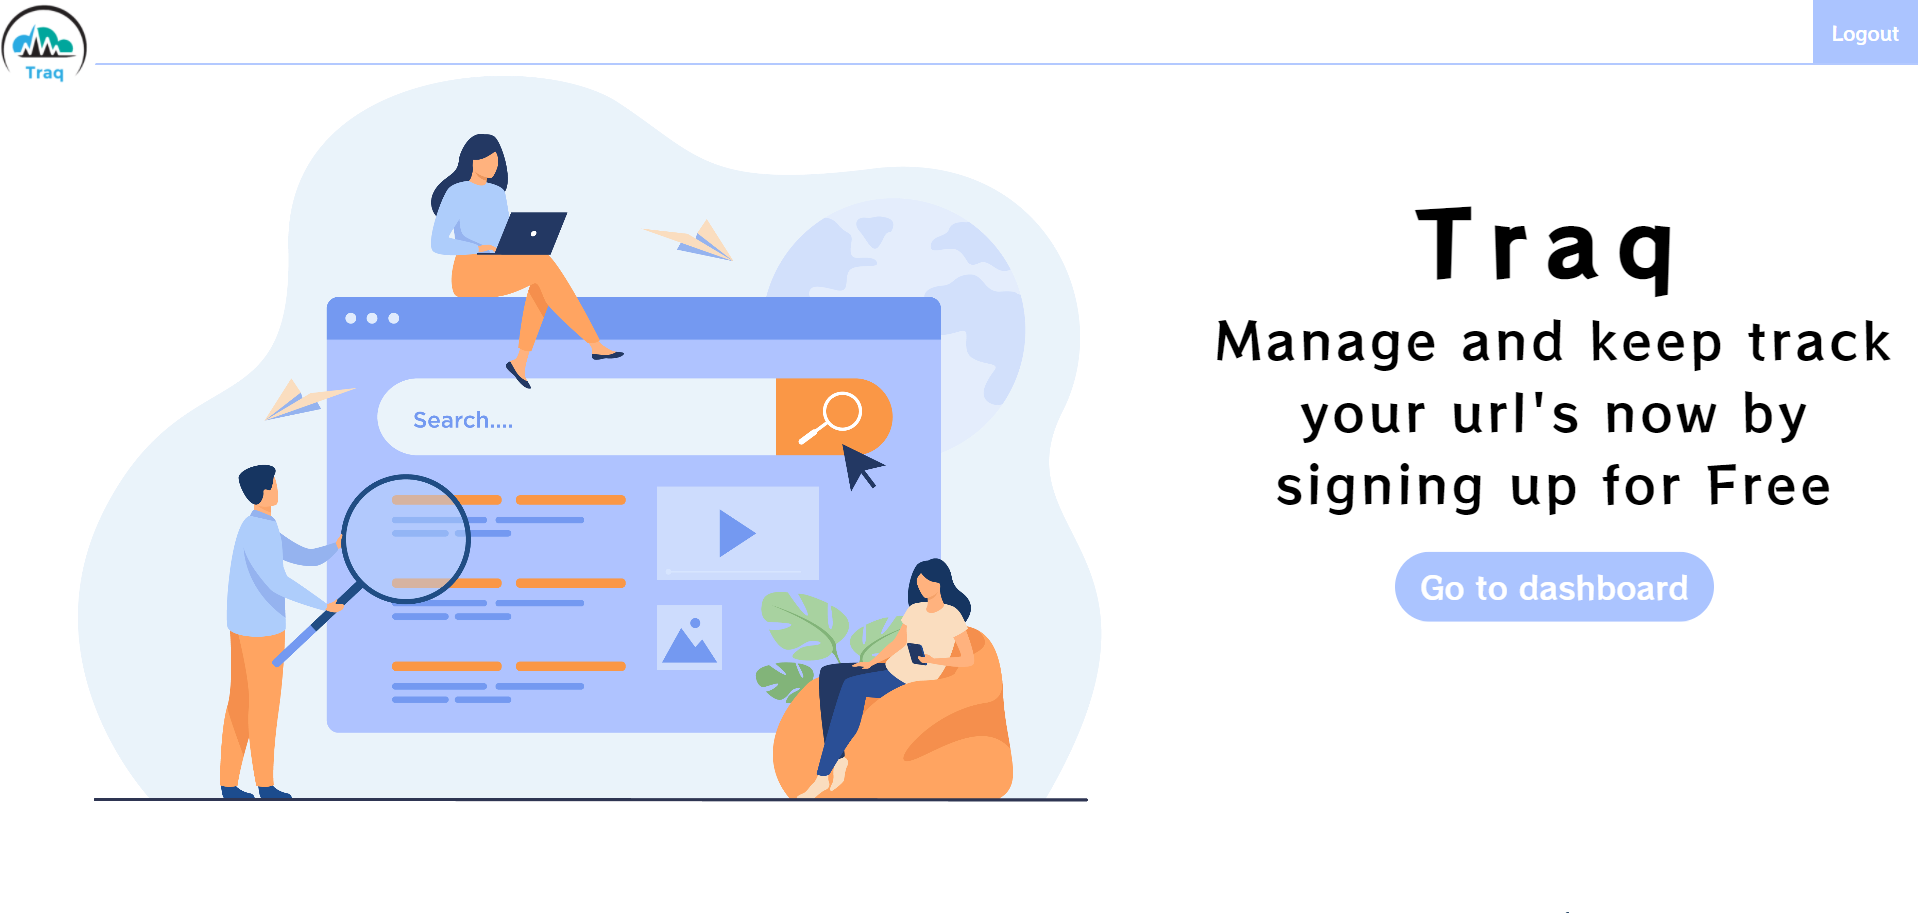 Traq
Logout
Traq
Manage and keep track
your url's now by
signing up for Free
Go to dashboard
Search....